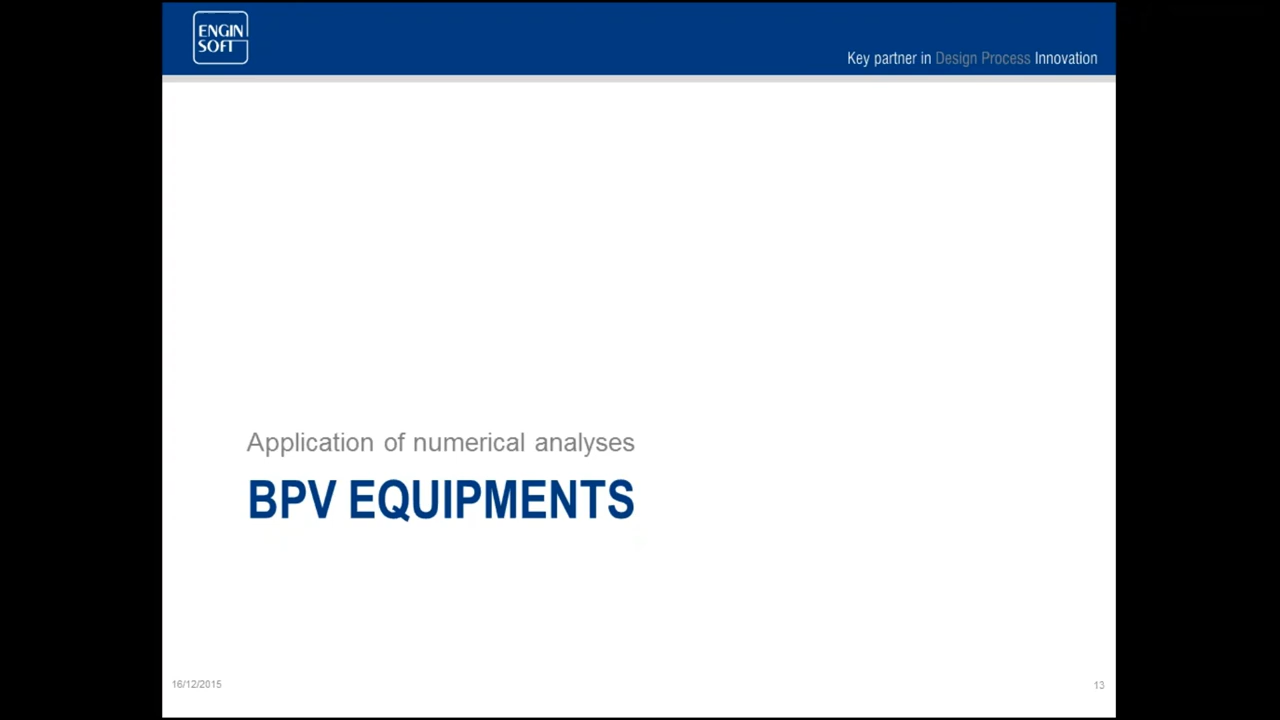 ENGIN
SOFT
Key partner in Design Process Innovation
Application of numerical analyses
BPV EQUIPMENTS
16/12/2015
13